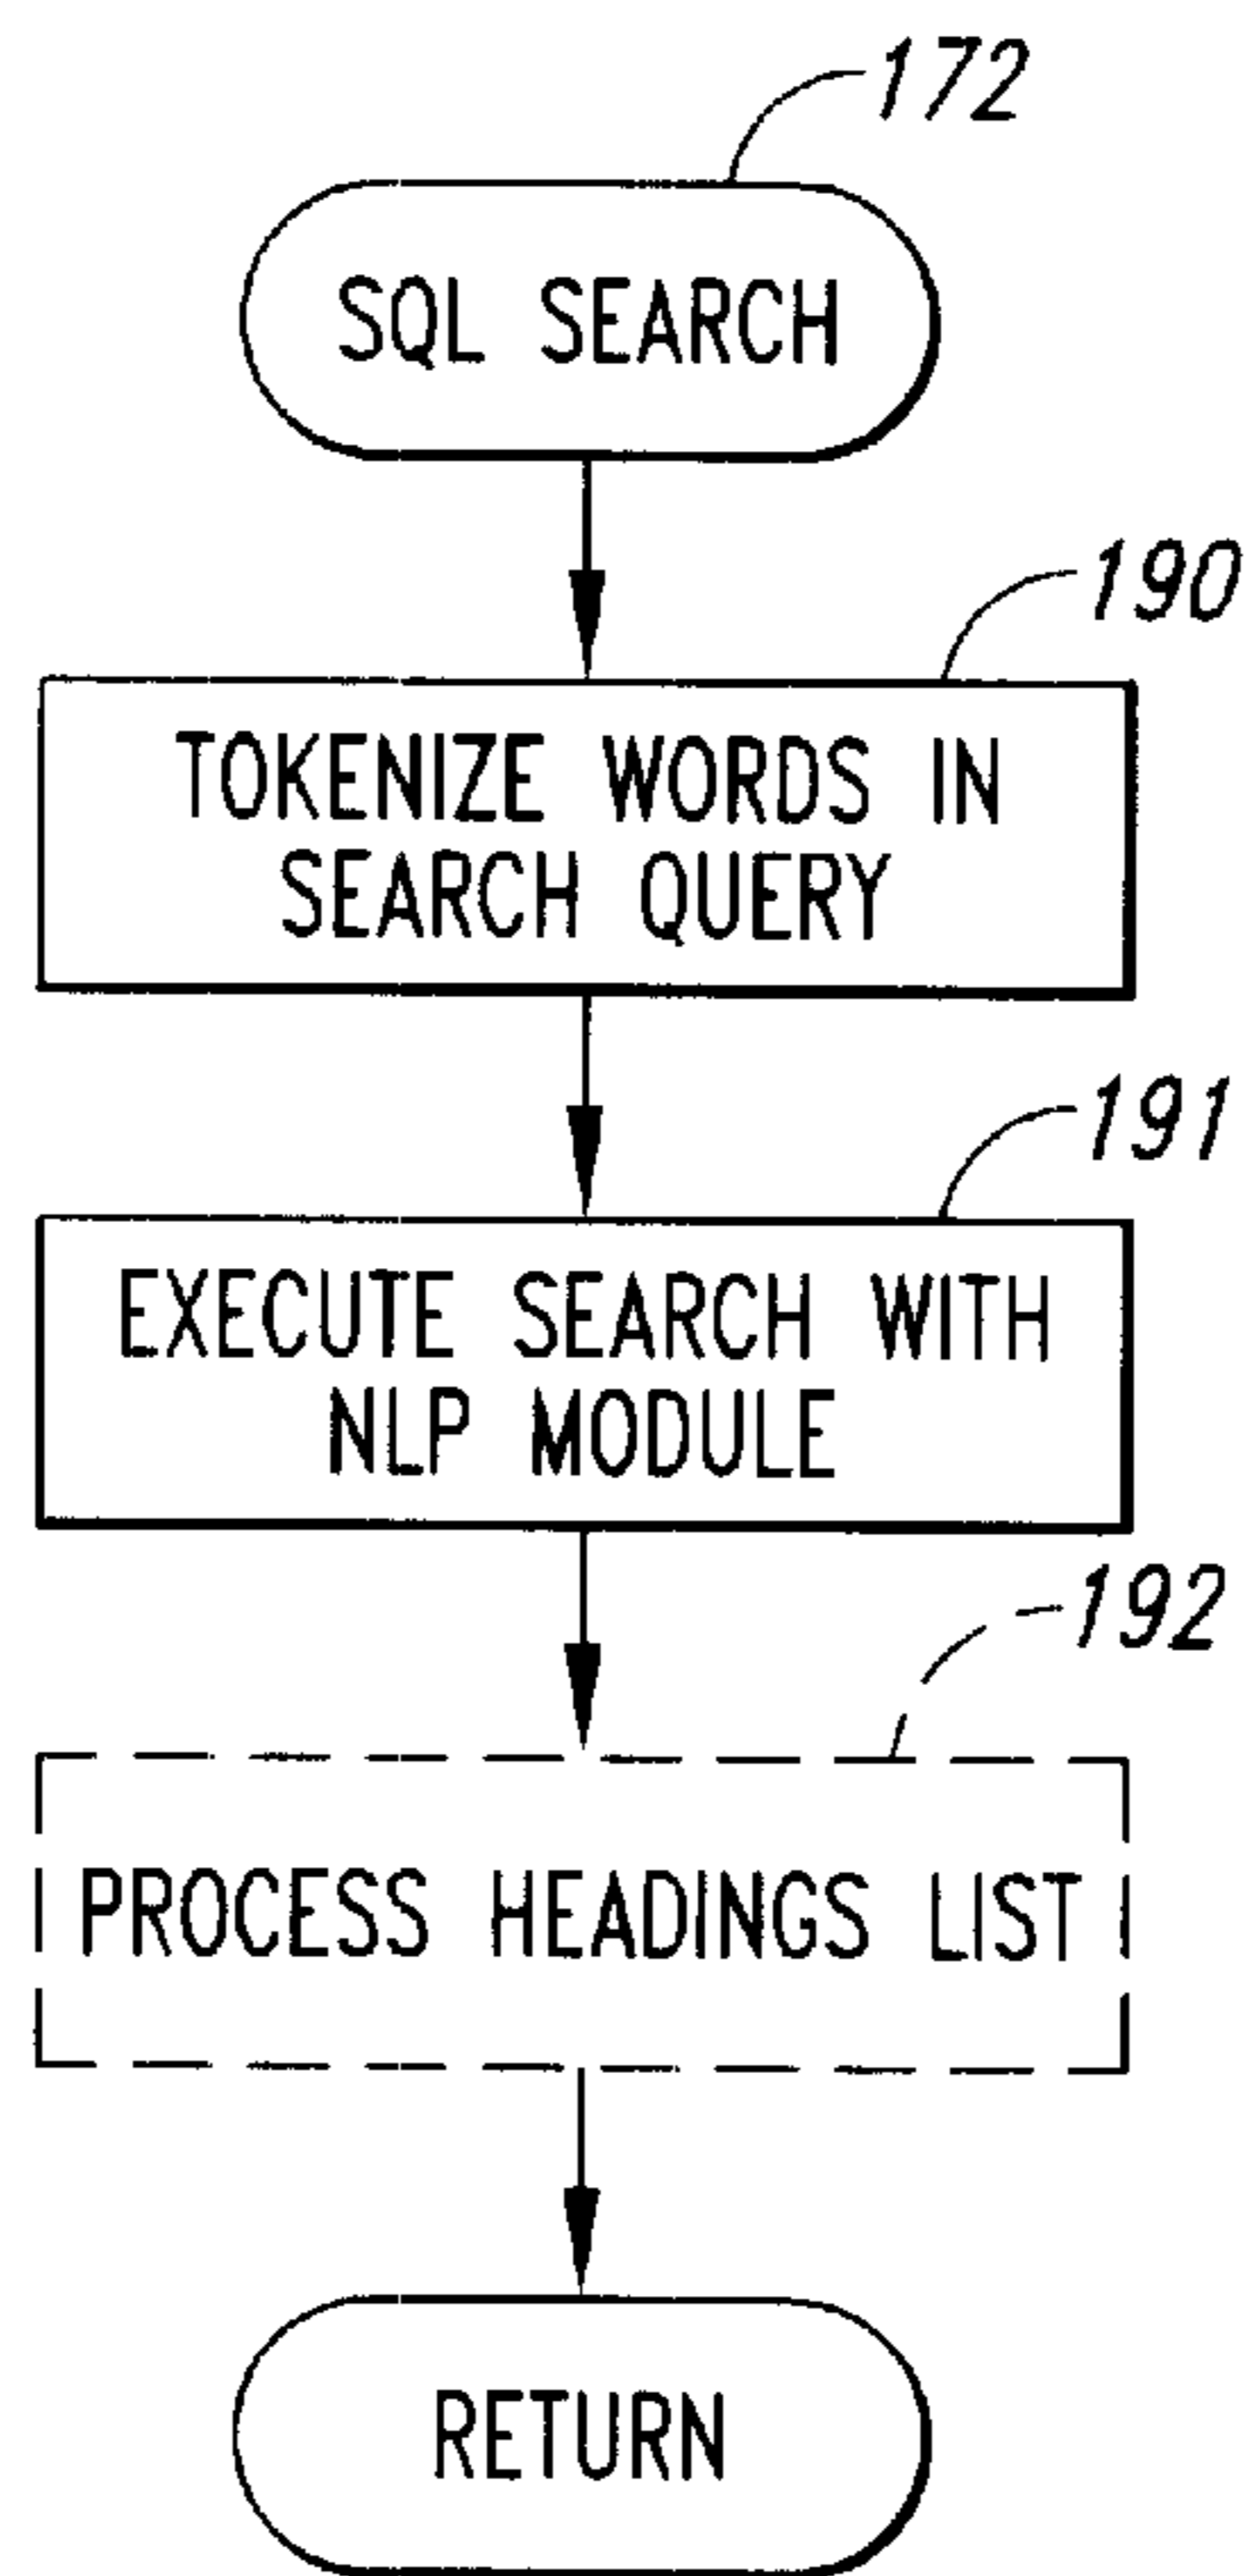 172
SQL SEARCH
190
TOKENIZE WORDS IN
SEARCH QUERY
191
EXECUTE SEARCH WITH
NLP MODULE
192
PROCESS HEADINGS LIST
RETURN